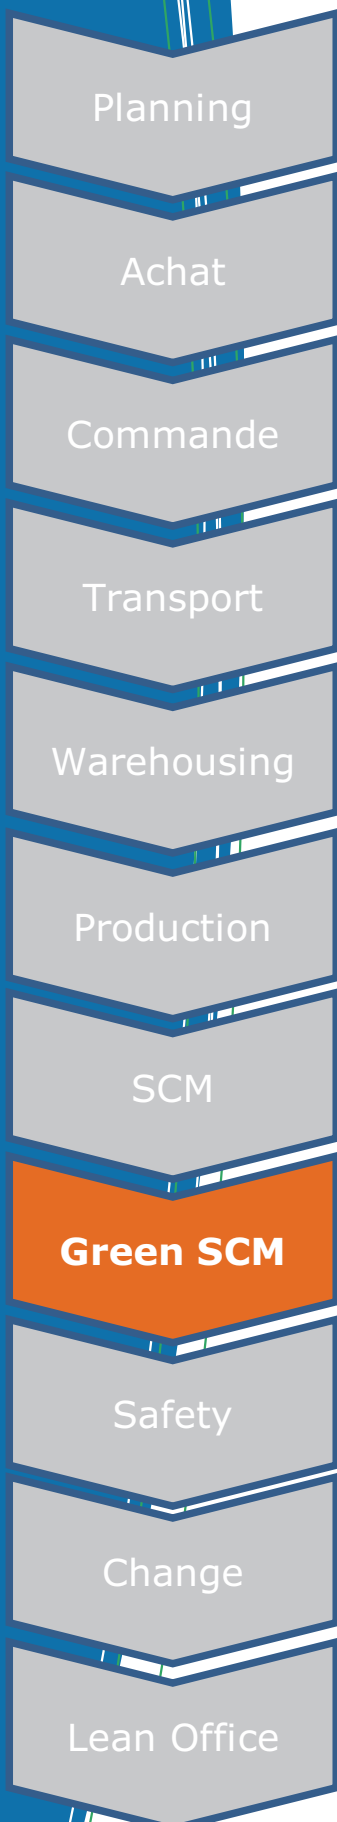 Planning
Achat
Commande
Transport
Warehousing
Production
SCM
Green SCM
Safety
Change
Lean Office